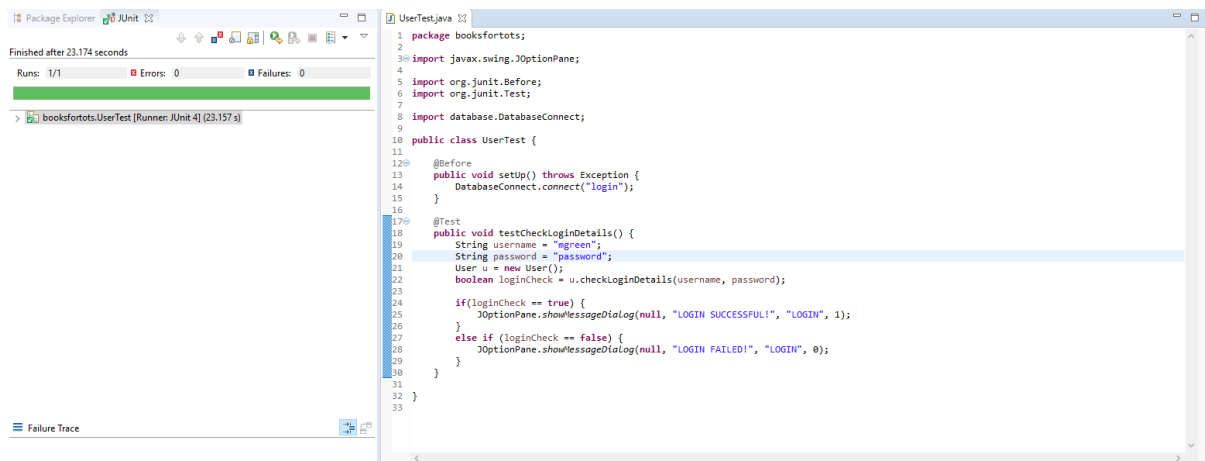 Package Explorer JUnit
Finished after 23.174 seconds
Runs: 1/1 Errors: 0 Failures: 0
booksfortots.UserTest [Runner: JUnit 4] (23.157 s)
Failure Trace
UserTest.java
1 package booksfortots;
2
3 import javax.swing.JOptionPane;
4
5 import org.junit.Before;
6 import org.junit.Test;
7
8 import database.DatabaseConnect;
9
10 public class UserTest {
11
12 @Before
13 public void setUp() throws Exception {
14 DatabaseConnect.connect("login");
15 }
16
17 @Test
18 public void testCheckLoginDetails() {
19 String username = "mgreen";
20 String password = "password";
21 User u = new User();
22 boolean loginCheck = u.checkLoginDetails(username, password);
23
24 if(loginCheck == true) {
25 JOptionPane.showMessageDialog(null, "LOGIN SUCCESSFUL!", "LOGIN", 1);
26 }
27 else if (loginCheck == false) {
28 JOptionPane.showMessageDialog(null, "LOGIN FAILED!", "LOGIN", 0);
29 }
30 }
31
32 }
33